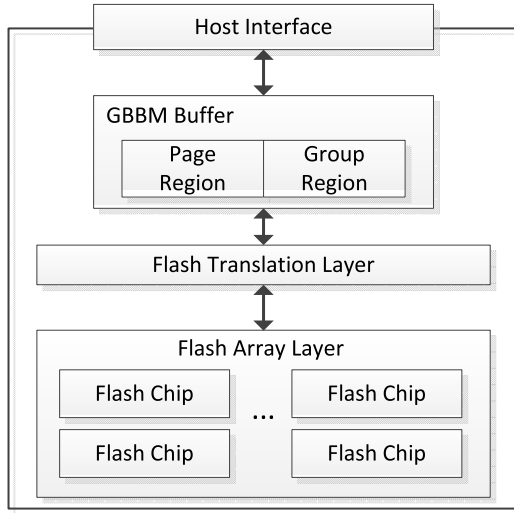 Host Interface
GBBM Buffer
Page Group
Region Region
Flash Translation Layer
Flash Array Layer
Flash Chip Flash Chip
...
Flash Chip Flash Chip